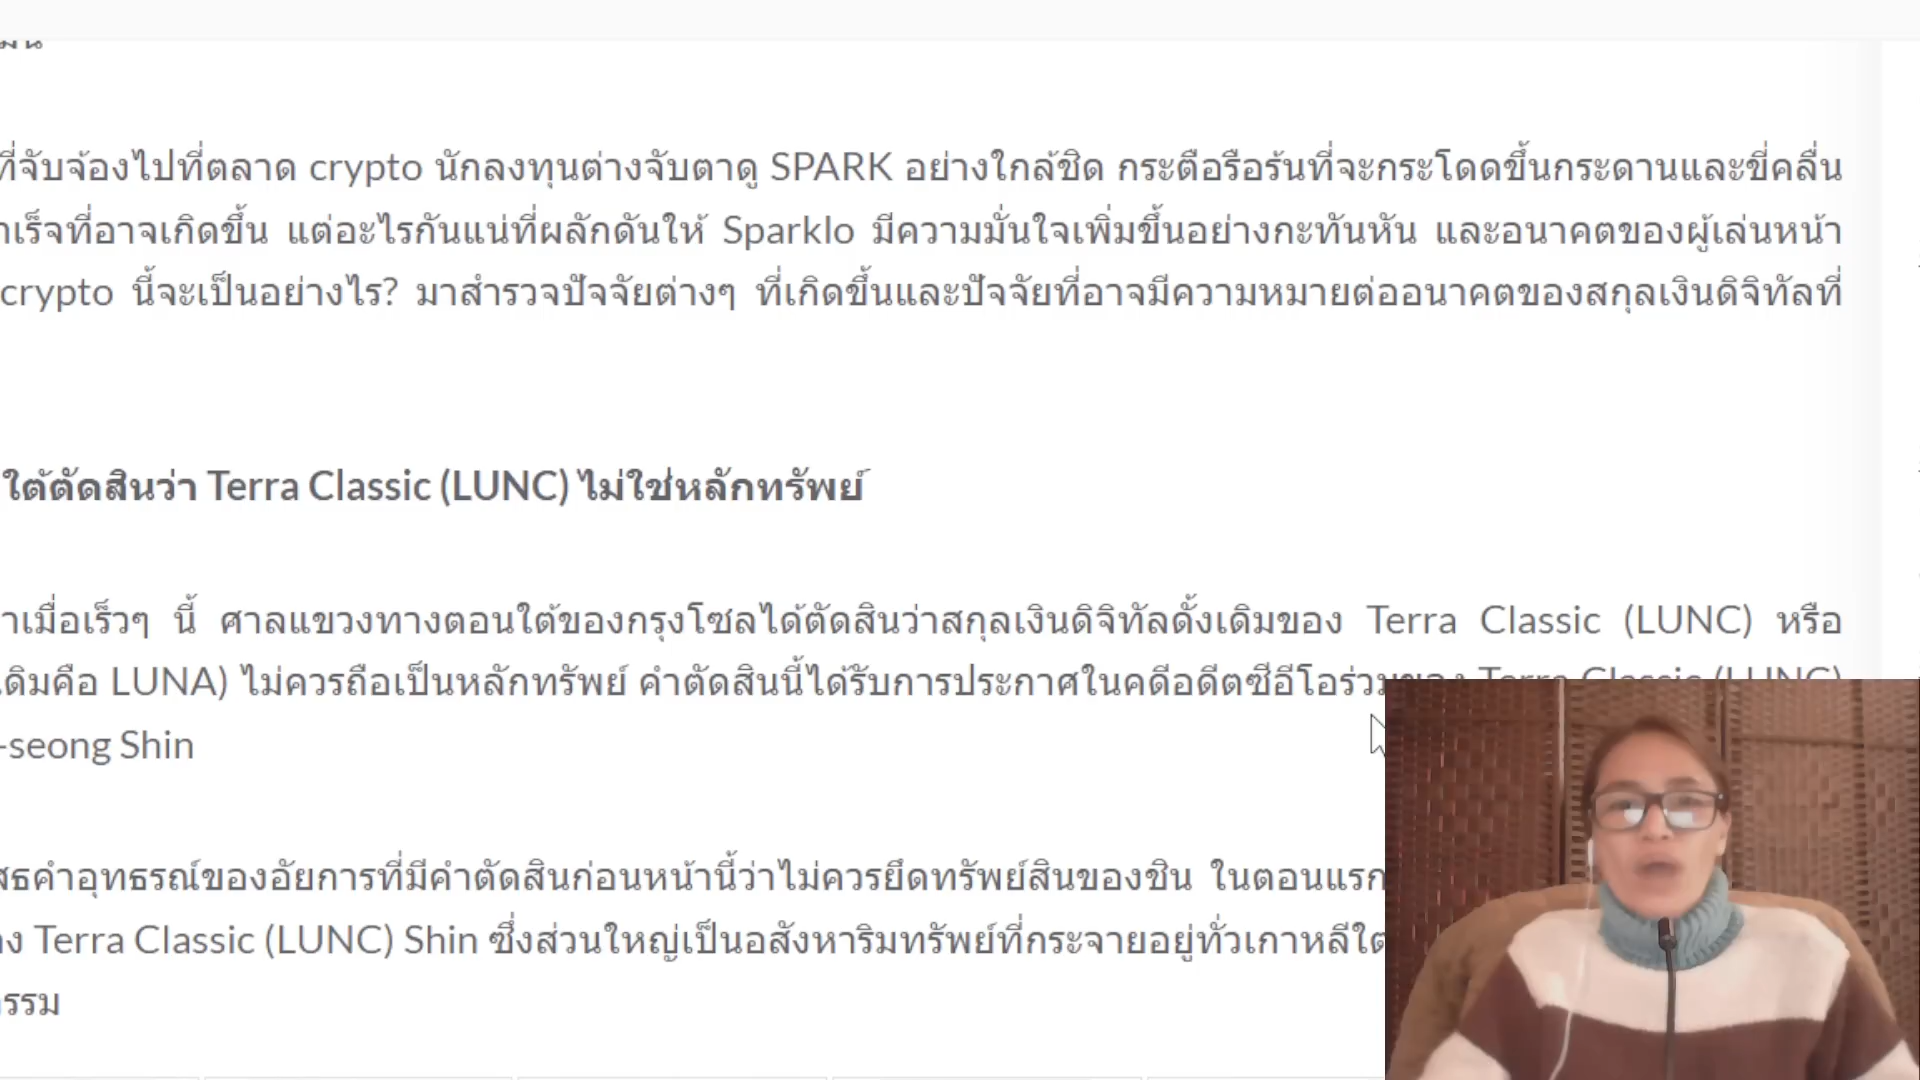 ที่จับจ้องไปที่ตลาด crypto นักลงทุนต่างจับตาดู SPARK อย่างใกล้ชิด กระตือรือร้นที่จะกระโดดขึ้นกระดานและขี่คลื่น
าเร็จที่อาจเกิดขึ้น แต่อะไรกันแน่ที่ผลักดันให้ Sparklo มีความมั่นใจเพิ่มขึ้นอย่างกะทันหัน และอนาคตของผู้เล่นหน้า
crypto นี้จะเป็นอย่างไร? มาสำรวจปัจจัยต่างๆ ที่เกิดขึ้นและปัจจัยที่อาจมีความหมายต่ออนาคตของสกุลเงินดิจิทัลที่
ใต้ตัดสินว่า Terra Classic (LUNC) ไม่ใช่หลักทรัพย์
าเมื่อเร็วๆ นี้ ศาลแขวงทางตอนใต้ของกรุงโซลได้ตัดสินว่าสกุลเงินดิจิทัลดั้งเดิมของ Terra Classic (LUNC) หรือ
เดิมคือ LUNA) ไม่ควรถือเป็นหลักทรัพย์ คำตัดสินนี้ได้รับการประกาศในคดีอดีตซีอีโอร่วมของ Terra Classic (LUNC)
-seong Shin
สธคำอุทธรณ์ของอัยการที่มีคำตัดสินก่อนหน้านี้ว่าไม่ควรยึดทรัพย์สินของชิน ในตอนแรก
าง Terra Classic (LUNC) Shin ซึ่งส่วนใหญ่เป็นอสังหาริมทรัพย์ที่กระจายอยู่ทั่วเกาหลีใต้
กรรม